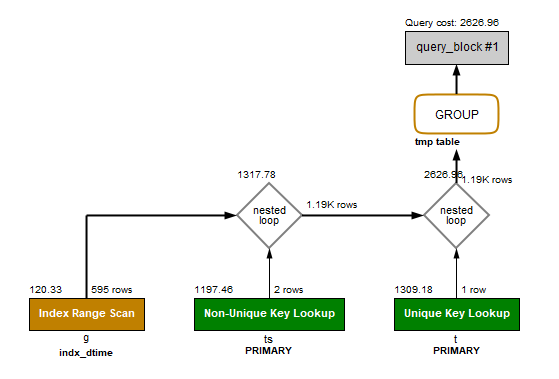 Query cost: 2626.96
query_block #1
GROUP
tmp table
1317.78
2626.96
1.19K rows
1.19K rows
nested
loop
nested
loop
120.33
595 rows
1197.46
2 rows
1309.18
1 row
Index Range Scan
Non-Unique Key Lookup
Unique Key Lookup
g
ts
t
indx_dtime
PRIMARY
PRIMARY